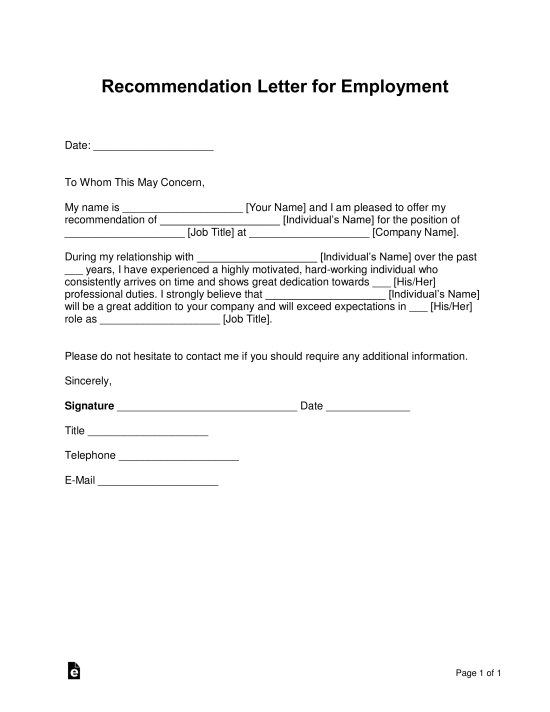 Recommendation Letter for Employment
Date: ____________________
To Whom This May Concern,
My name is ____________________ [Your Name] and I am pleased to offer my
recommendation of ____________________ [Individual's Name] for the position of
____________________ [Job Title] at ____________________ [Company Name].
During my relationship with ____________________ [Individual's Name] over the past
___ years, I have experienced a highly motivated, hard-working individual who
consistently arrives on time and shows great dedication towards ___ [His/Her]
professional duties. I strongly believe that ____________________ [Individual's Name]
will be a great addition to your company and will exceed expectations in ___ [His/Her]
role as ____________________ [Job Title].
Please do not hesitate to contact me if you should require any additional information.
Sincerely,
Signature ______________________________ Date ______________
Title ____________________
Telephone ____________________
E-Mail ____________________
e
Page 1 of 1